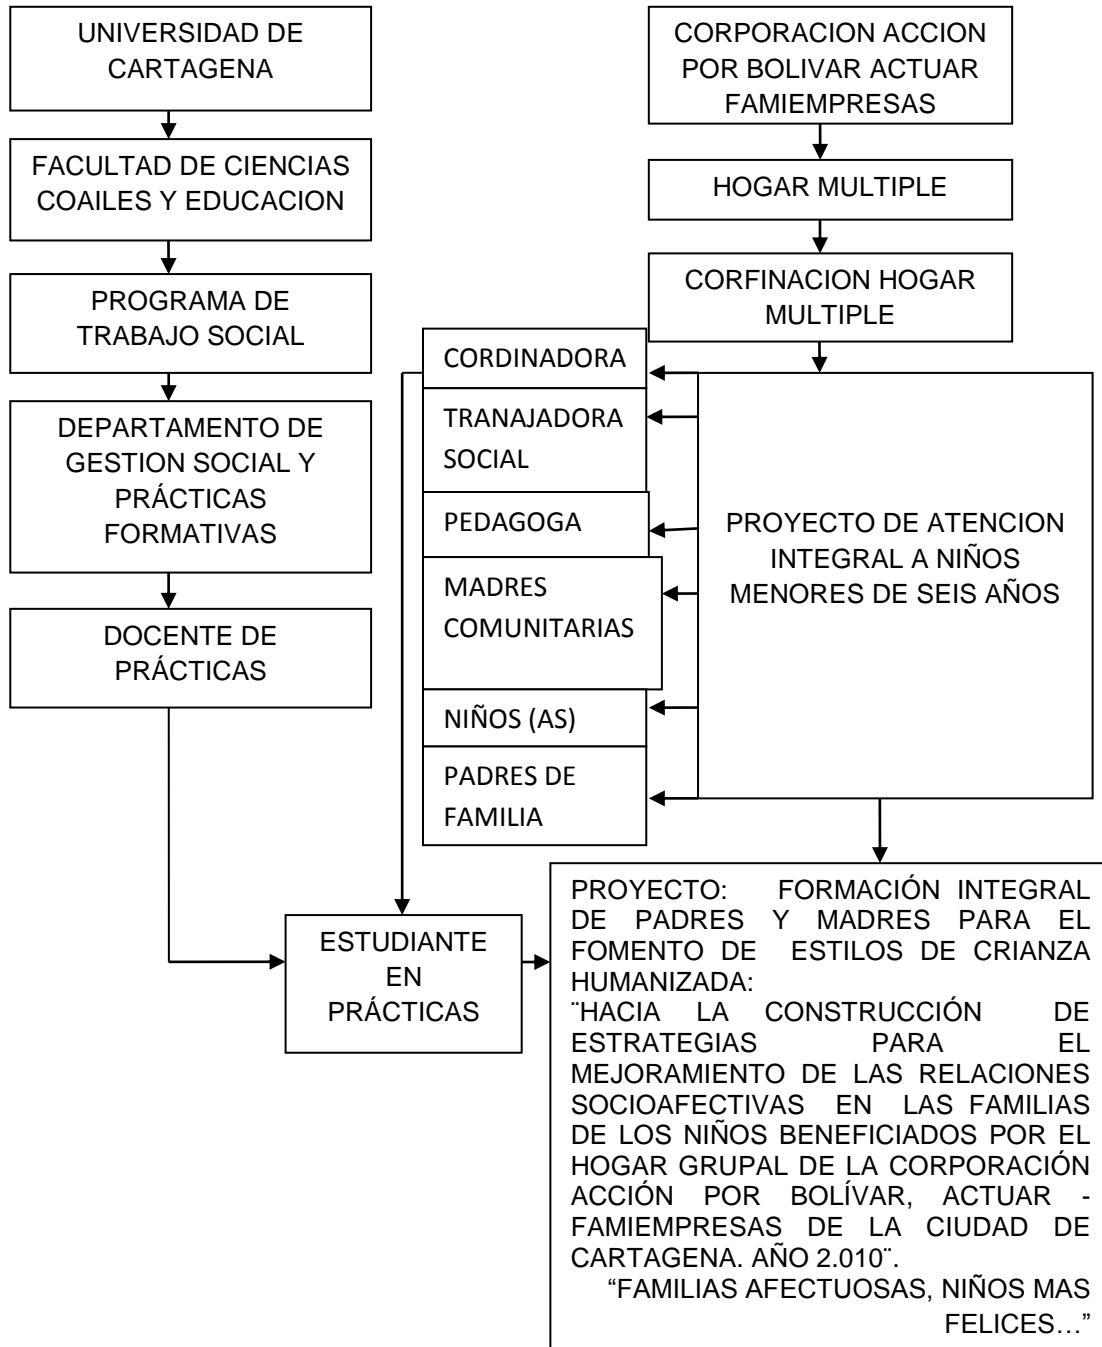 UNIVERSIDAD DE
CARTAGENA
FACULTAD DE CIENCIAS
COAILES Y EDUCACION
PROGRAMA DE
TRABAJO SOCIAL
DEPARTAMENTO DE
GESTION SOCIAL Y
PRÁCTICAS
FORMATIVAS
DOCENTE DE
PRÁCTICAS
CORPORACION ACCION
POR BOLIVAR ACTUAR
FAMIEMPRESAS
HOGAR MULTIPLE
CORFINACION HOGAR
MULTIPLE
CORDINADORA
TRANAJADORA
SOCIAL
PEDAGOGA
MADRES
COMUNITARIAS
NIÑOS (AS)
PADRES DE
FAMILIA
PROYECTO DE ATENCION
INTEGRAL A NIÑOS
MENORES DE SEIS AÑOS
ESTUDIANTE
EN
PRÁCTICAS
PROYECTO: FORMACIÓN INTEGRAL
DE PADRES Y MADRES PARA EL
FOMENTO DE ESTILOS DE CRIANZA
HUMANIZADA:
¨HACIA LA CONSTRUCCIÓN DE
ESTRATEGIAS PARA EL
MEJORAMIENTO DE LAS RELACIONES
SOCIOAFECTIVAS EN LAS FAMILIAS
DE LOS NIÑOS BENEFICIADOS POR EL
HOGAR GRUPAL DE LA CORPORACIÓN
ACCIÓN POR BOLÍVAR, ACTUAR -
FAMIEMPRESAS DE LA CIUDAD DE
CARTAGENA. AÑO 2.010¨.
“FAMILIAS AFECTUOSAS, NIÑOS MAS
FELICES…”